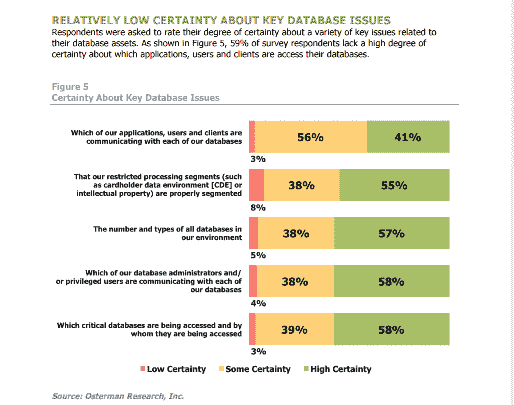 RELATIVELY LOW CERTAINTY ABOUT KEY DATABASE ISSUES
Respondents were asked to rate their degree of certainty about a variety of key issues related to
their database assets. As shown in Figure 5, 59% of survey respondents lack a high degree of
certainty about which applications, users and clients are access their databases.
Figure 5
Certainty About Key Database Issues
Which of our applications, users and clients are
communicating with each of our databases
56%
41%
3%
That our restricted processing segments (such
as cardholder data environment [CDE] or
intellectual property) are properly segmented
38%
55%
8%
The number and types of all databases in
our environment
38%
57%
5%
Which of our database administrators and/
or privileged users are communicating with each of
our databases
38%
58%
4%
Which critical databases are being accessed and by
whom they are being accessed
39%
58%
3%
Low Certainty Some Certainty High Certainty
Source: Osterman Research, Inc.